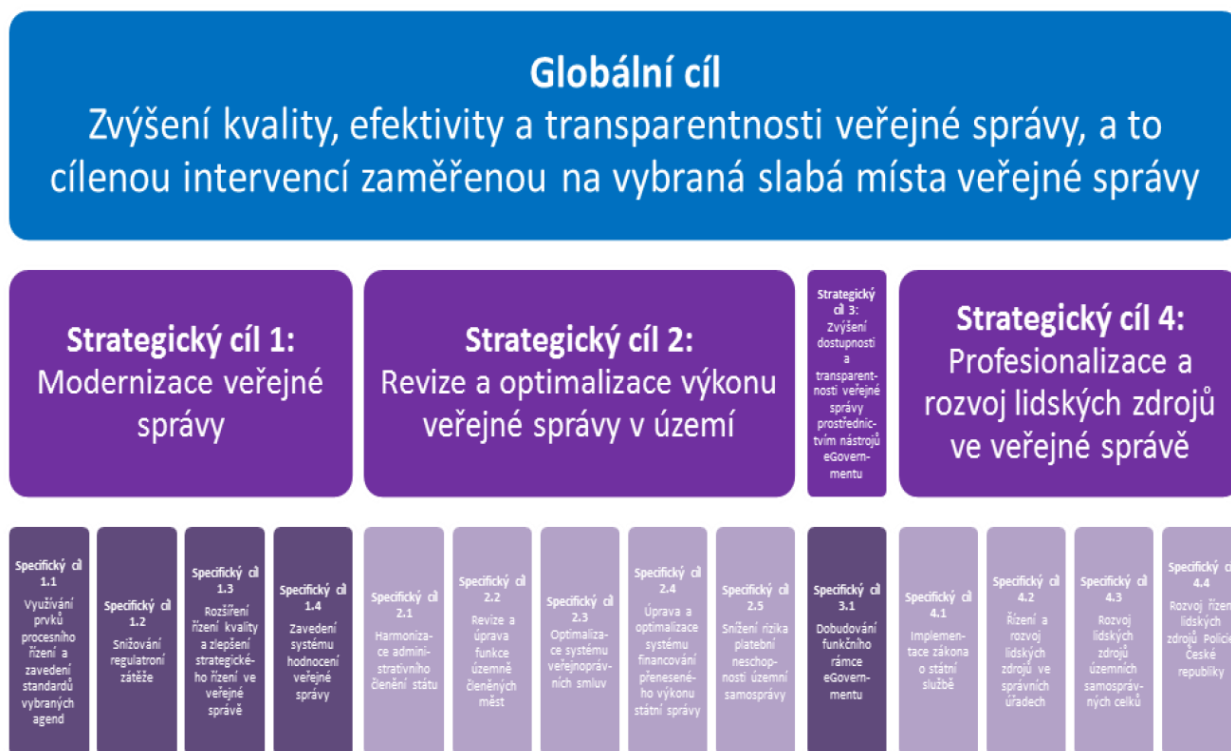 Globální cíl
Zvýšení kvality, efektivity a transparentnosti veřejné správy, a to
cílenou intervencí zaměřenou na vybraná slabá místa veřejné správy
Strategický cíl 1:
Modernizace veřejné
správy
Strategický cíl 2:
Revize a optimalizace výkonu
veřejné správy v území
Strategický
cíl 3:
Zvýšení
dostupnosti
a
transparent-
nosti veřejné
správy
prostřednic-
tvím nástrojů
eGovern-
mentu
Strategický cíl 4:
Profesionalizace a
rozvoj lidských zdrojů
ve veřejné správě
Specifický cíl
1.1
Využívání
prvků
procesního
řízení a
zavedení
standardů
vybraných
agend
Specifický cíl
1.2
Snižování
regulatroní
zátěže
Specifický cíl
1.3
Rozšíření
řízení kvality
a zlepšení
strategické-
ho řízení ve
veřejné
správě
Specifický cíl
1.4
Zavedení
systému
hodnocení
veřejné
správy
Specifický cíl
2.1
Harmoniza-
ce admini-
strativního
členění státu
Specifický cíl
2.2
Revize a
úprava
funkce
územně
členěných
měst
Specifický cíl
2.3
Optimaliza-
ce systému
veřejnopráv-
ních smluv
Specifický cíl
2.4
Úprava a
optimalizace
systému
financování
přenesené-
ho výkonu
státní správy
Specifický cíl
2.5
Snížení rizika
platební
neschop-
nosti územní
samosprávy
Specifický cíl
3.1
Dobudování
funkčního
rámce
eGovern-
mentu
Specifický cíl
4.1
Implemen-
tace zákona
o státní
službě
Specifický cíl
4.2
Řízení a
rozvoj
lidských
zdrojů ve
správních
úřadech
Specifický cíl
4.3
Rozvoj
lidských
zdrojů
územních
samospráv-
ných celků
Specifický cíl
4.4
Rozvoj řízení
lidských
zdrojů Policie
České
republiky